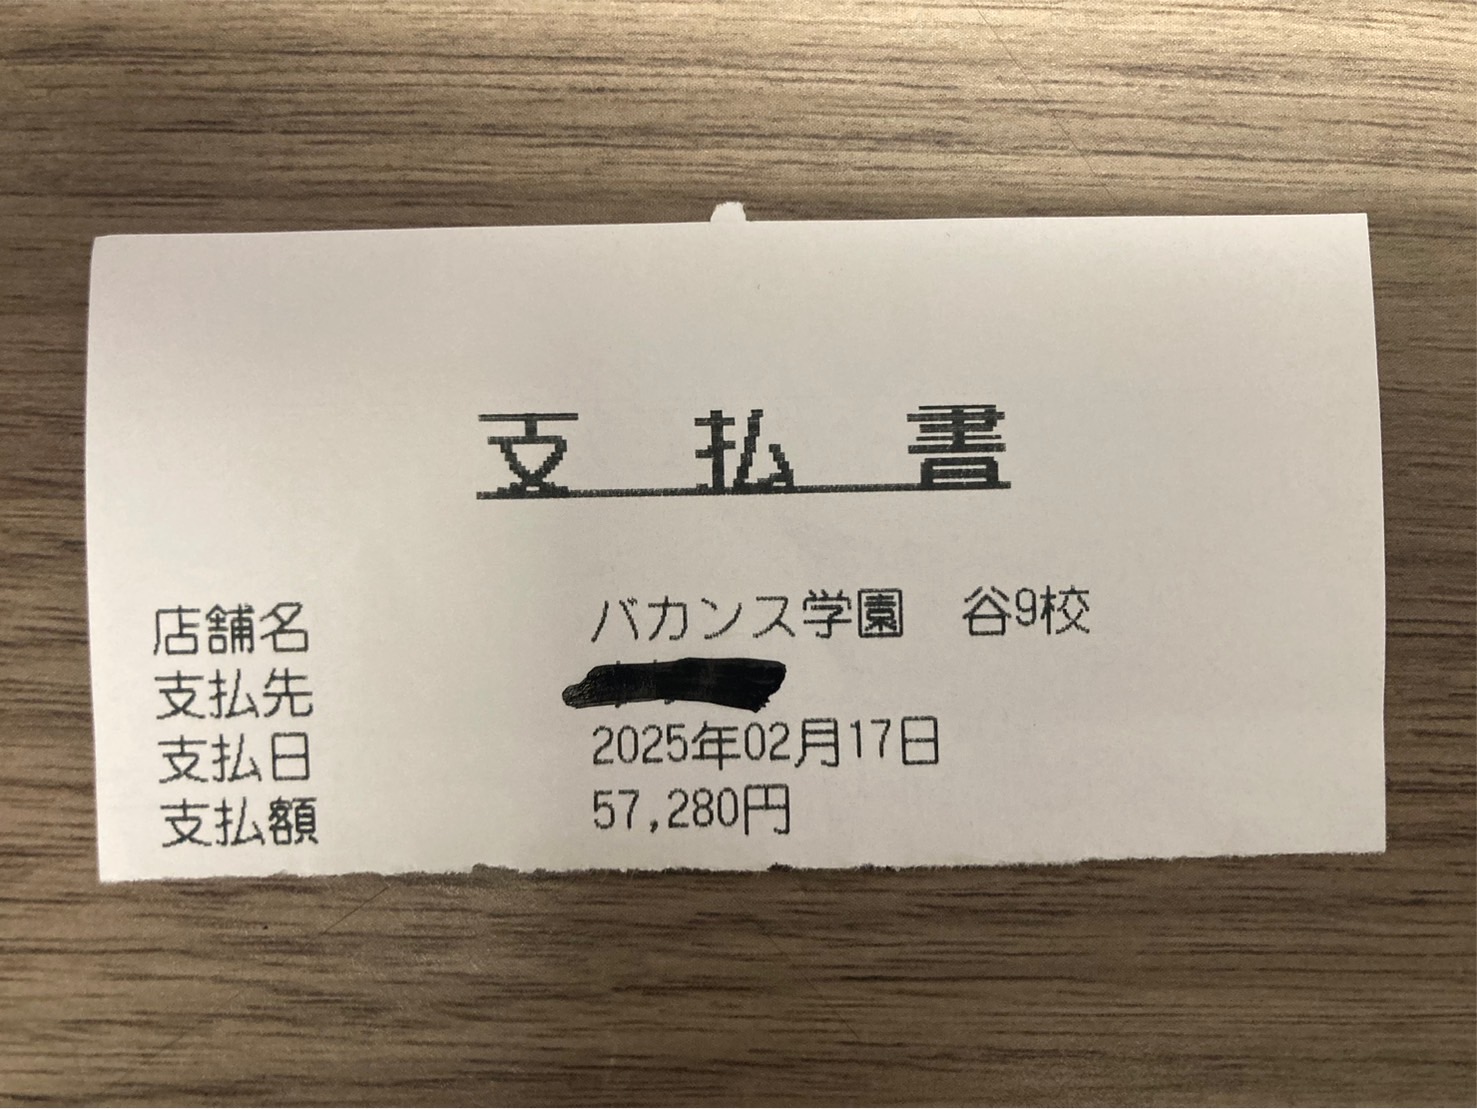 支 払 書
店舗名 バカンス学園 谷9校
支払先
支払日 2025年02月17日
支払額 57,280円